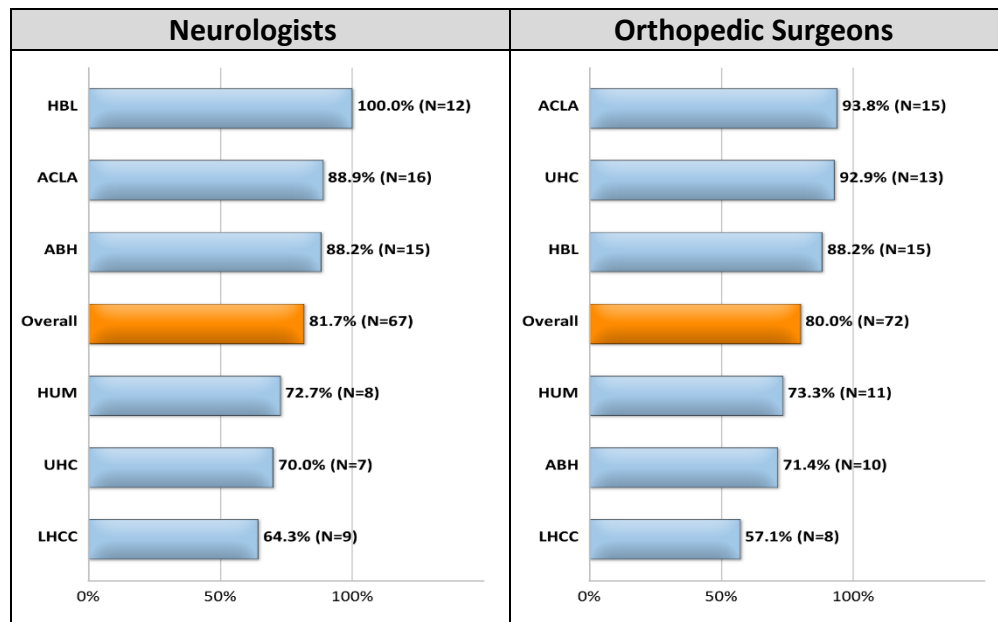 Neurologists
HBL 100.0% (N=12)
ACLA 88.9% (N=16)
ABH 88.2% (N=15)
Overall 81.7% (N=67)
HUM 72.7% (N=8)
UHC 70.0% (N=7)
LHCC 64.3% (N=9)
0% 50% 100%
Orthopedic Surgeons
ACLA 93.8% (N=15)
UHC 92.9% (N=13)
HBL 88.2% (N=15)
Overall 80.0% (N=72)
HUM 73.3% (N=11)
ABH 71.4% (N=10)
LHCC 57.1% (N=8)
0% 50% 100%